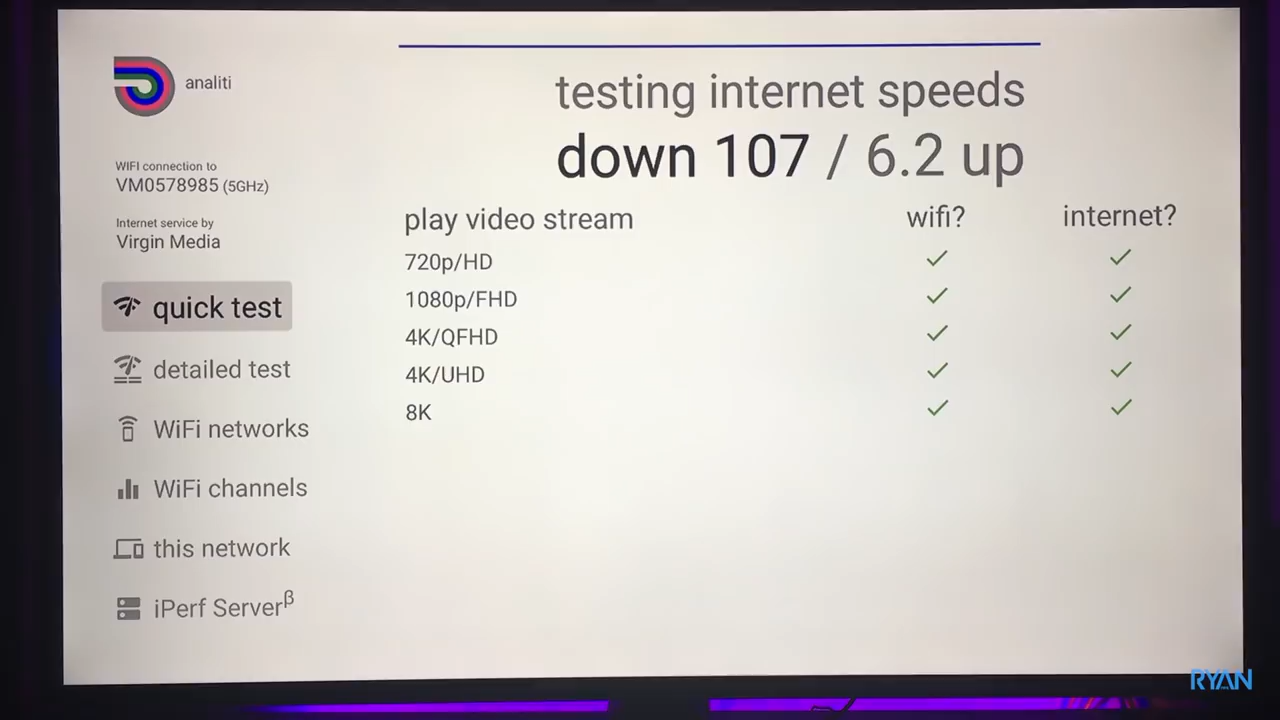 analiti
WIFI connection to
VM0578985 (5GHz)
Internet service by
Virgin Media
quick test
detailed test
WiFi networks
WiFi channels
this network
iPerf Serverᵝ
testing internet speeds
down 107 / 6.2 up
play video stream wifi? internet?
720p/HD
1080p/FHD
4K/QFHD
4K/UHD
8K
RYAN